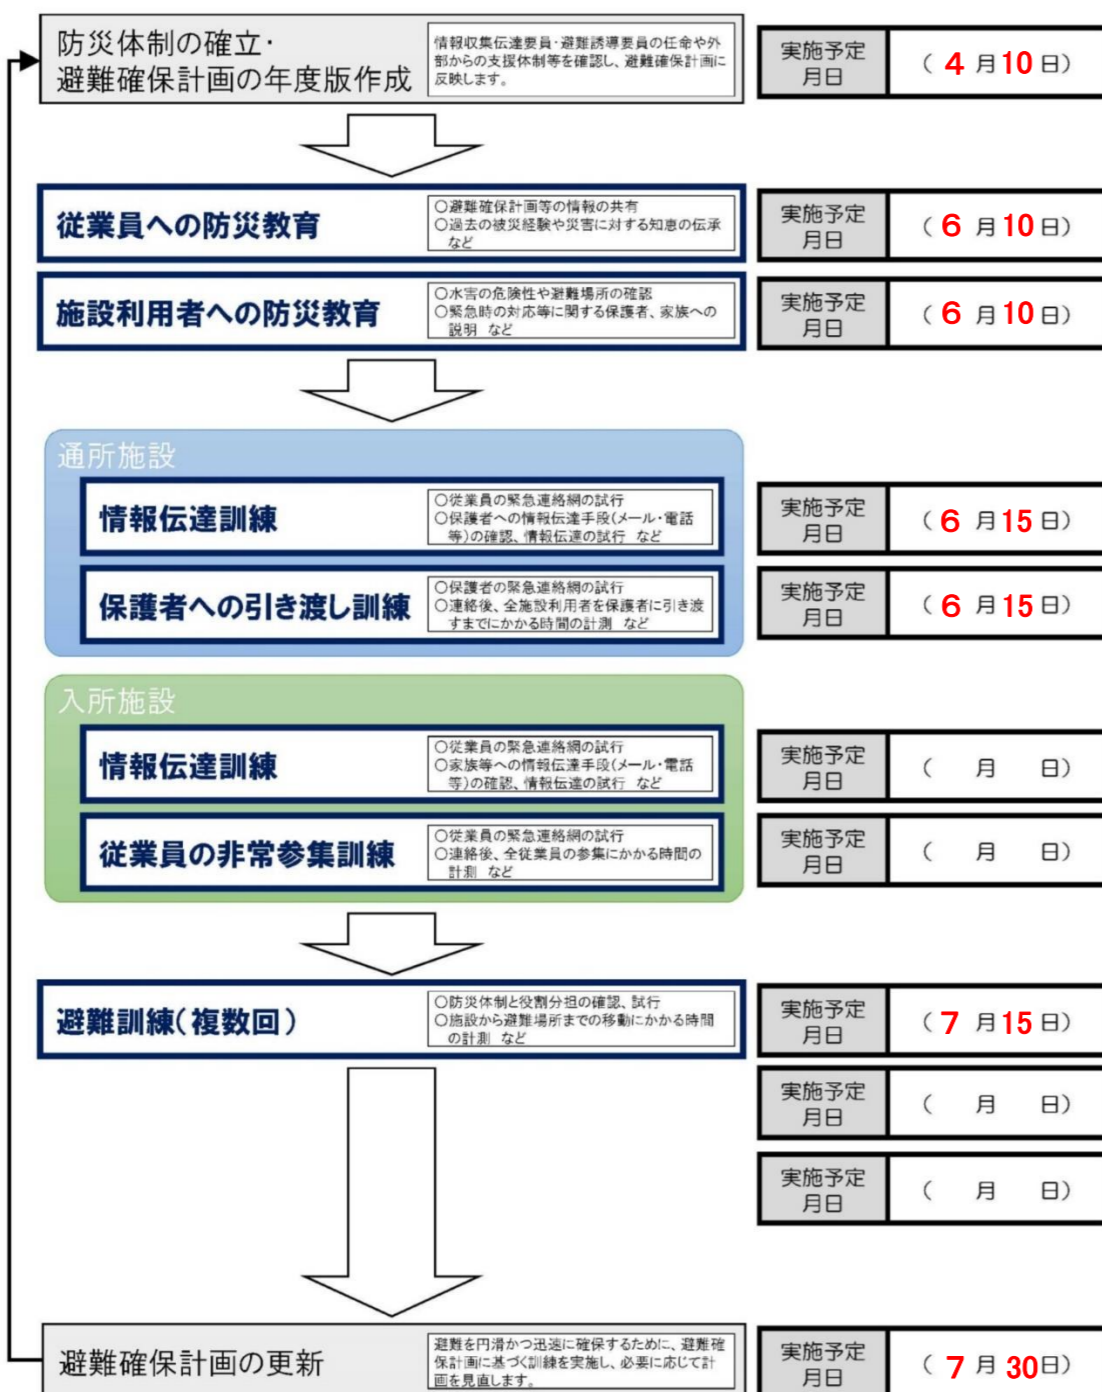 防災体制の確立・
避難確保計画の年度版作成
情報収集伝達要員・避難誘導要員の任命や外
部からの支援体制等を確認し、避難確保計画に
反映します。
実施予定
月日
（ 4 月 10 日）
従業員への防災教育
○避難確保計画等の情報の共有
○過去の被災経験や災害に対する知恵の伝承
など
実施予定
月日
（ 6 月 10 日）
施設利用者への防災教育
○水害の危険性や避難場所の確認
○緊急時の対応等に関する保護者、家族への
説明 など
実施予定
月日
（ 6 月 10 日）
通所施設
情報伝達訓練
○従業員の緊急連絡網の試行
○保護者への情報伝達手段(メール・電話
等)の確認、情報伝達の試行 など
実施予定
月日
（ 6 月 15 日）
保護者への引き渡し訓練
○保護者の緊急連絡網の試行
○連絡後、全施設利用者を保護者に引き渡
すまでにかかる時間の計測 など
実施予定
月日
（ 6 月 15 日）
入所施設
情報伝達訓練
○従業員の緊急連絡網の試行
○家族等への情報伝達手段(メール・電話
等)の確認、情報伝達の試行 など
実施予定
月日
（ 月 日）
従業員の非常参集訓練
○従業員の緊急連絡網の試行
○連絡後、全従業員の参集にかかる時間の
計測 など
実施予定
月日
（ 月 日）
避難訓練(複数回)
○防災体制と役割分担の確認、試行
○施設から避難場所までの移動にかかる時間
の計測 など
実施予定
月日
（ 7 月 15 日）
実施予定
月日
（ 月 日）
実施予定
月日
（ 月 日）
避難確保計画の更新
避難を円滑かつ迅速に確保するために、避難確
保計画に基づく訓練を実施し、必要に応じて計
画を見直します。
実施予定
月日
（ 7 月 30日）